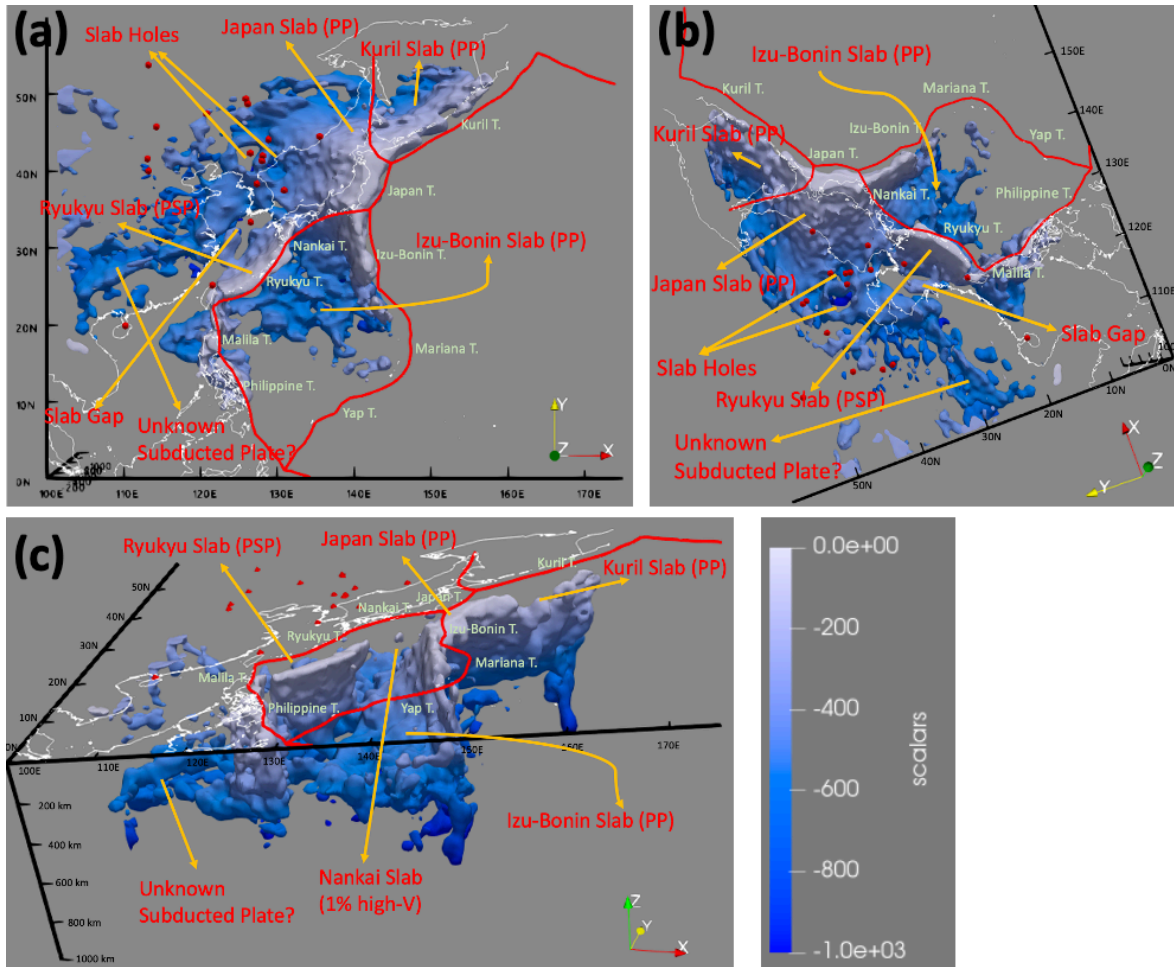 (a)
Slab Holes
Japan Slab (PP)
Kuril Slab (PP)
50N
40N
30N
20N
10N
Kuril T.
Japan T.
Ryukyu Slab (PSP)
Nankai T.
Izu-Bonin T.
Izu-Bonin Slab (PP)
Ryukyu T.
Malila T.
Mariana T.
Philippine T.
Yap T.
Slab Gap
Unknown
Subducted Plate?
Y
Z
X
100E
110E
120E
130E
140E
150E
160E
170E
(b)
Izu-Bonin Slab (PP)
150N
140E
130E
120E
110E
Kuril T.
Mariana T.
Kuril Slab (PP)
Izu-Bonin T.
Yap T.
Japan T.
Nankai T.
Philippine T.
Ryukyu T.
Malila T.
Japan Slab (PP)
Slab Gap
Slab Holes
Ryukyu Slab (PSP)
Unknown
Subducted Plate?
0N
10N
20N
30N
40N
50N
X
Z
Y
(c)
Ryukyu Slab (PSP)
Japan Slab (PP)
Kuril Slab (PP)
Kuril T.
Japan T.
Nankai T.
Izu-Bonin T.
Ryukyu T.
Mariana T.
Malila T.
Philippine T.
Yap T.
40N
30N
20N
10N
100E
110E
120E
130E
140E
150E
160E
170E
200 km
400 km
600 km
800 km
1000 km
Izu-Bonin Slab (PP)
Unknown
Subducted Plate?
Nankai Slab
(1% high-V)
Z
Y
X
0.0e+00
-200
-400
-600
-800
-1.0e+03
scalars